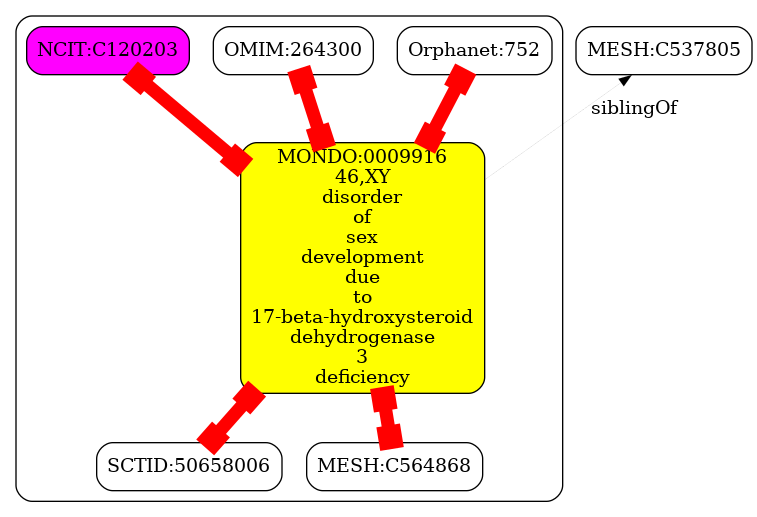 NCIT:C120203
OMIM:264300
Orphanet:752
MESH:C537805
siblingOf
MONDO:0009916
46,XY
disorder
of
sex
development
due
to
17-beta-hydroxysteroid
dehydrogenase
3
deficiency
SCTID:50658006
MESH:C564868